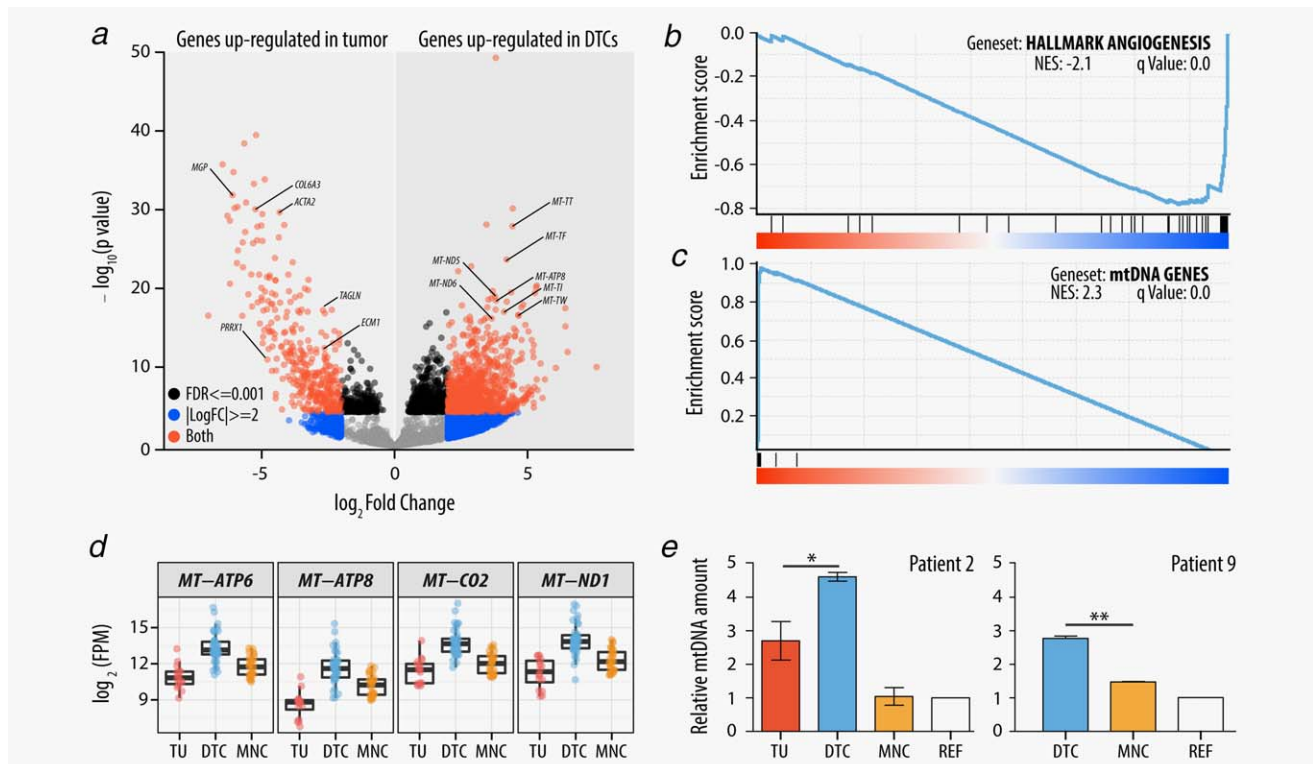 a
Genes up-regulated in tumor
Genes up-regulated in DTCs
50
40
30
20
10
0
– log10(p value)
MGP
COL6A3
ACTA2
TAGLN
PRRX1
ECM1
MT-TT
MT-TF
MT-ND5
MT-ATP8
MT-ND6
MT-TI
MT-TW
FDR<=0.001
|LogFC|>=2
Both
-5
0
5
log2 Fold Change
b
Geneset: HALLMARK ANGIOGENESIS
NES: -2.1 q Value: 0.0
Enrichment score
0.0
-0.2
-0.4
-0.6
-0.8
c
Geneset: mtDNA GENES
NES: 2.3 q Value: 0.0
Enrichment score
1.0
0.8
0.6
0.4
0.2
d
MT–ATP6 MT–ATP8 MT–CO2 MT–ND1
log2 (FPM)
15
12
9
TU DTC MNC TU DTC MNC TU DTC MNC TU DTC MNC
e
Patient 2
Relative mtDNA amount
5
4
3
2
1
0
*
TU DTC MNC REF
Patient 9
5
4
3
2
1
0
**
DTC MNC REF